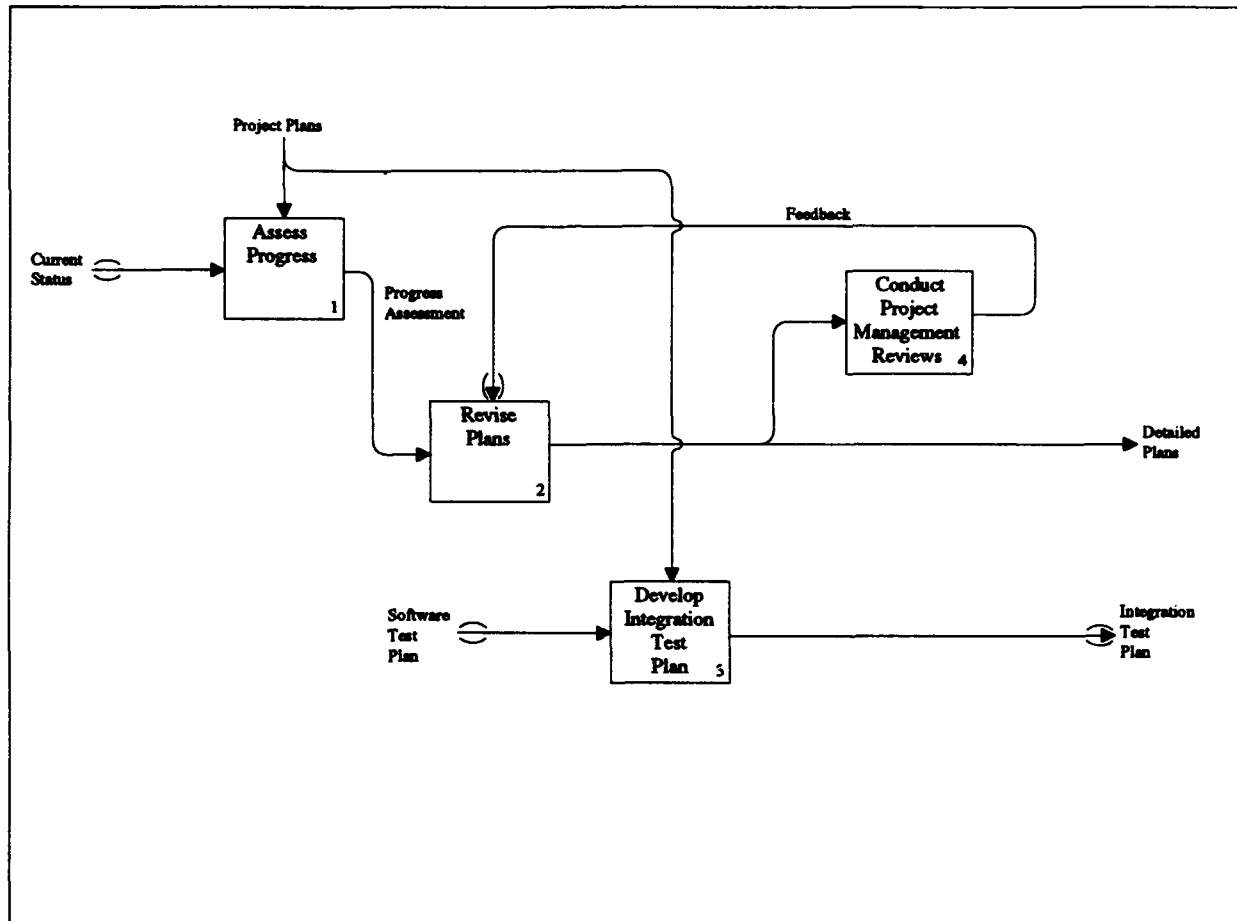 Project Plans
Assess
Progress
1
Current
Status
Progress
Assessment
Feedback
Conduct
Project
Management
Reviews
4
Revise
Plans
2
Detailed
Plans
Software
Test
Plan
Develop
Integration
Test
Plan
3
Integration
Test
Plan